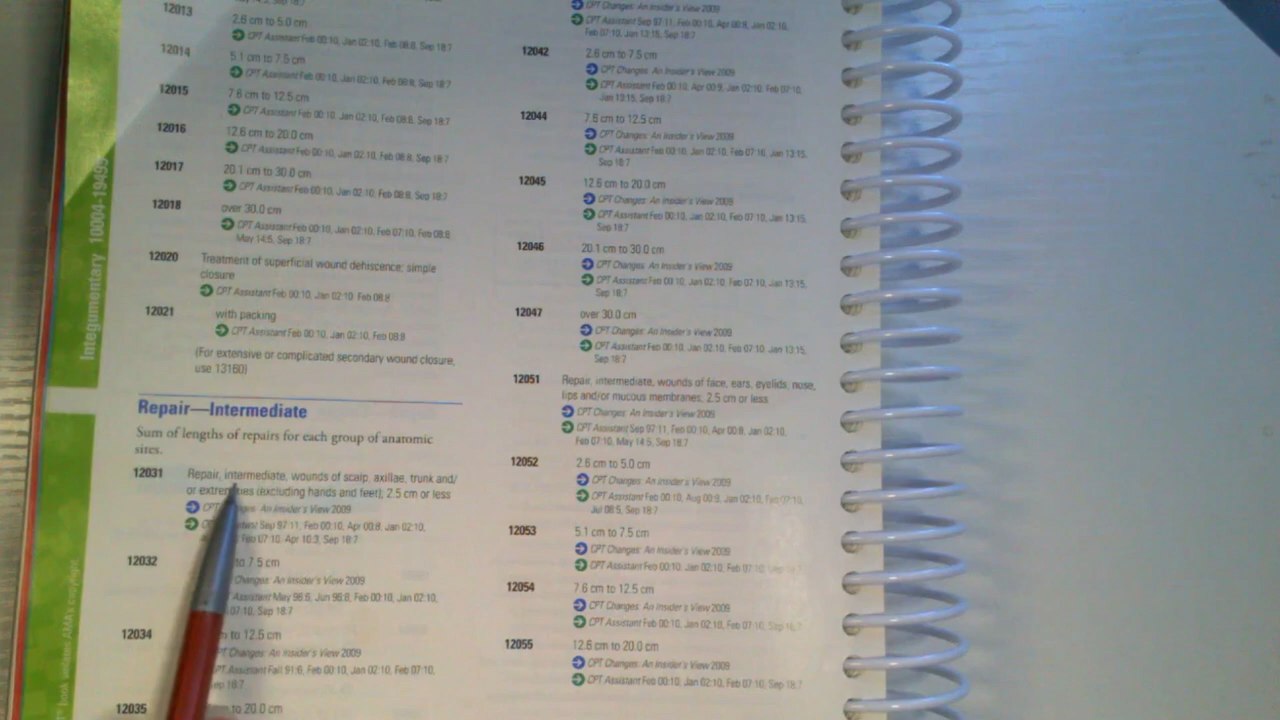 12013
2.6 cm to 5.0 cm
CPT Assistant Feb 00:10, Jan 02:10, Feb 08:8, Sep 18:7
12014
5.1 cm to 7.5 cm
CPT Assistant Feb 00:10, Jan 02:10, Feb 08:8, Sep 18:7
12015
7.6 cm to 12.5 cm
CPT Assistant Feb 00:10, Jan 02:10, Feb 08:8, Sep 18:7
12016
12.6 cm to 20.0 cm
CPT Assistant Feb 00:10, Jan 02:10, Feb 08:8, Sep 18:7
12017
20.1 cm to 30.0 cm
CPT Assistant Feb 00:10, Jan 02:10, Feb 08:8, Sep 18:7
12018
over 30.0 cm
CPT Assistant Feb 00:10, Jan 02:10, Feb 07:10, Feb 08:8,
May 14:5, Sep 18:7
12020
Treatment of superficial wound dehiscence; simple
closure
CPT Assistant Feb 00:10, Jan 02:10, Feb 08:8
12021
with packing
CPT Assistant Feb 00:10, Jan 02:10, Feb 08:8
(For extensive or complicated secondary wound closure,
use 13160)
Repair—Intermediate
Sum of lengths of repairs for each group of anatomic
sites.
12031
Repair, intermediate, wounds of scalp, axillae, trunk and/
or extremities (excluding hands and feet); 2.5 cm or less
An Insider's View 2009
Sep 97:11, Feb 00:10, Apr 00:8, Jan 02:10,
Feb 07:10, Apr 10:3, Sep 18:7
12032
to 7.5 cm
Changes: An Insider's View 2009
Assistant May 96:6, Jun 96:8, Feb 00:10, Jan 02:10,
07:10, Sep 18:7
12034
to 12.5 cm
Changes: An Insider's View 2009
Assistant Fall 91:6, Feb 00:10, Jan 02:10, Feb 07:10,
Sep 18:7
12035
to 20.0 cm
CPT Changes: An Insider's View 2009
CPT Assistant Sep 97:11, Feb 00:10, Apr 00:8, Jan 02:10,
Feb 07:10, Jan 13:15, Sep 18:7
12042
2.6 cm to 7.5 cm
CPT Changes: An Insider's View 2009
CPT Assistant Feb 00:10, Apr 00:9, Jan 02:10, Feb 07:10,
Jan 13:15, Sep 18:7
12044
7.6 cm to 12.5 cm
CPT Changes: An Insider's View 2009
CPT Assistant Feb 00:10, Jan 02:10, Feb 07:10, Jan 13:15,
Sep 18:7
12045
12.6 cm to 20.0 cm
CPT Changes: An Insider's View 2009
CPT Assistant Feb 00:10, Jan 02:10, Feb 07:10, Jan 13:15,
Sep 18:7
12046
20.1 cm to 30.0 cm
CPT Changes: An Insider's View 2009
CPT Assistant Feb 00:10, Jan 02:10, Feb 07:10, Jan 13:15,
Sep 18:7
12047
over 30.0 cm
CPT Changes: An Insider's View 2009
CPT Assistant Feb 00:10, Jan 02:10, Feb 07:10, Jan 13:15,
Sep 18:7
12051
Repair, intermediate, wounds of face, ears, eyelids, nose,
lips and/or mucous membranes; 2.5 cm or less
CPT Changes: An Insider's View 2009
CPT Assistant Sep 97:11, Feb 00:10, Apr 00:8, Jan 02:10,
Feb 07:10, May 14:5, Sep 18:7
12052
2.6 cm to 5.0 cm
CPT Changes: An Insider's View 2009
CPT Assistant Feb 00:10, Aug 00:9, Jan 02:10, Feb 07:10,
Jul 08:5, Sep 18:7
12053
5.1 cm to 7.5 cm
CPT Changes: An Insider's View 2009
CPT Assistant Feb 00:10, Jan 02:10, Feb 07:10, Sep 18:7
12054
7.6 cm to 12.5 cm
CPT Changes: An Insider's View 2009
CPT Assistant Feb 00:10, Jan 02:10, Feb 07:10, Sep 18:7
12055
12.6 cm to 20.0 cm
CPT Changes: An Insider's View 2009
CPT Assistant Feb 00:10, Jan 02:10, Feb 07:10, Sep 18:7
Integumentary 10004-19499